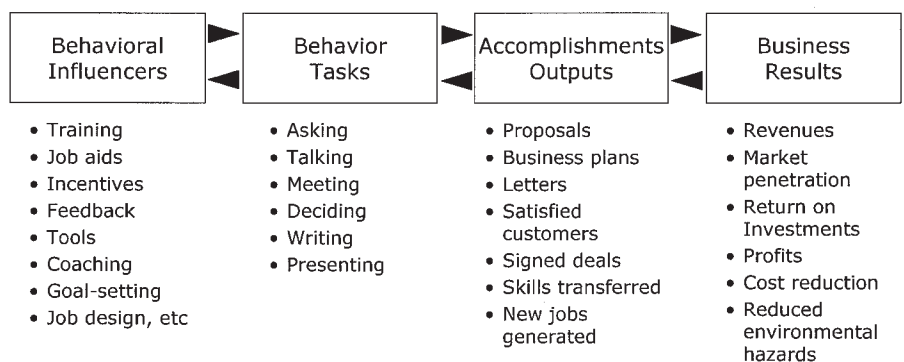 Behavioral
Influencers
Behavior
Tasks
Accomplishments
Outputs
Business
Results
• Training
• Job aids
• Incentives
• Feedback
• Tools
• Coaching
• Goal-setting
• Job design, etc
• Asking
• Talking
• Meeting
• Deciding
• Writing
• Presenting
• Proposals
• Business plans
• Letters
• Satisfied
customers
• Signed deals
• Skills transferred
• New jobs
generated
• Revenues
• Market
penetration
• Return on
Investments
• Profits
• Cost reduction
• Reduced
environmental
hazards